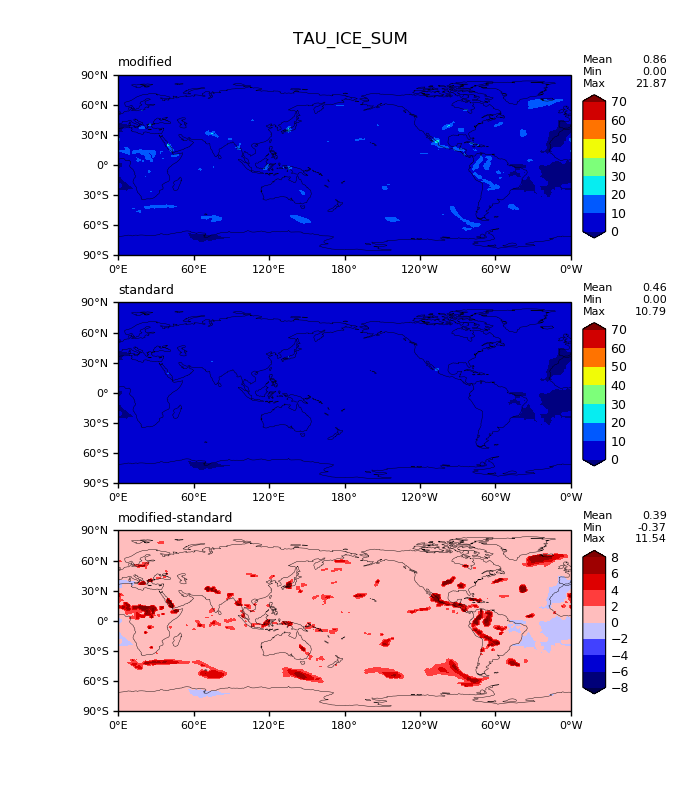 TAU_ICE_SUM
modified
Mean 0.86
Min 0.00
Max 21.87
90°N
60°N
30°N
0°
30°S
60°S
90°S
0°E 60°E 120°E 180° 120°W 60°W 0°W
70
60
50
40
30
20
10
0
standard
Mean 0.46
Min 0.00
Max 10.79
90°N
60°N
30°N
0°
30°S
60°S
90°S
0°E 60°E 120°E 180° 120°W 60°W 0°W
70
60
50
40
30
20
10
0
modified-standard
Mean 0.39
Min -0.37
Max 11.54
90°N
60°N
30°N
0°
30°S
60°S
90°S
0°E 60°E 120°E 180° 120°W 60°W 0°W
8
6
4
2
0
−2
−4
−6
−8